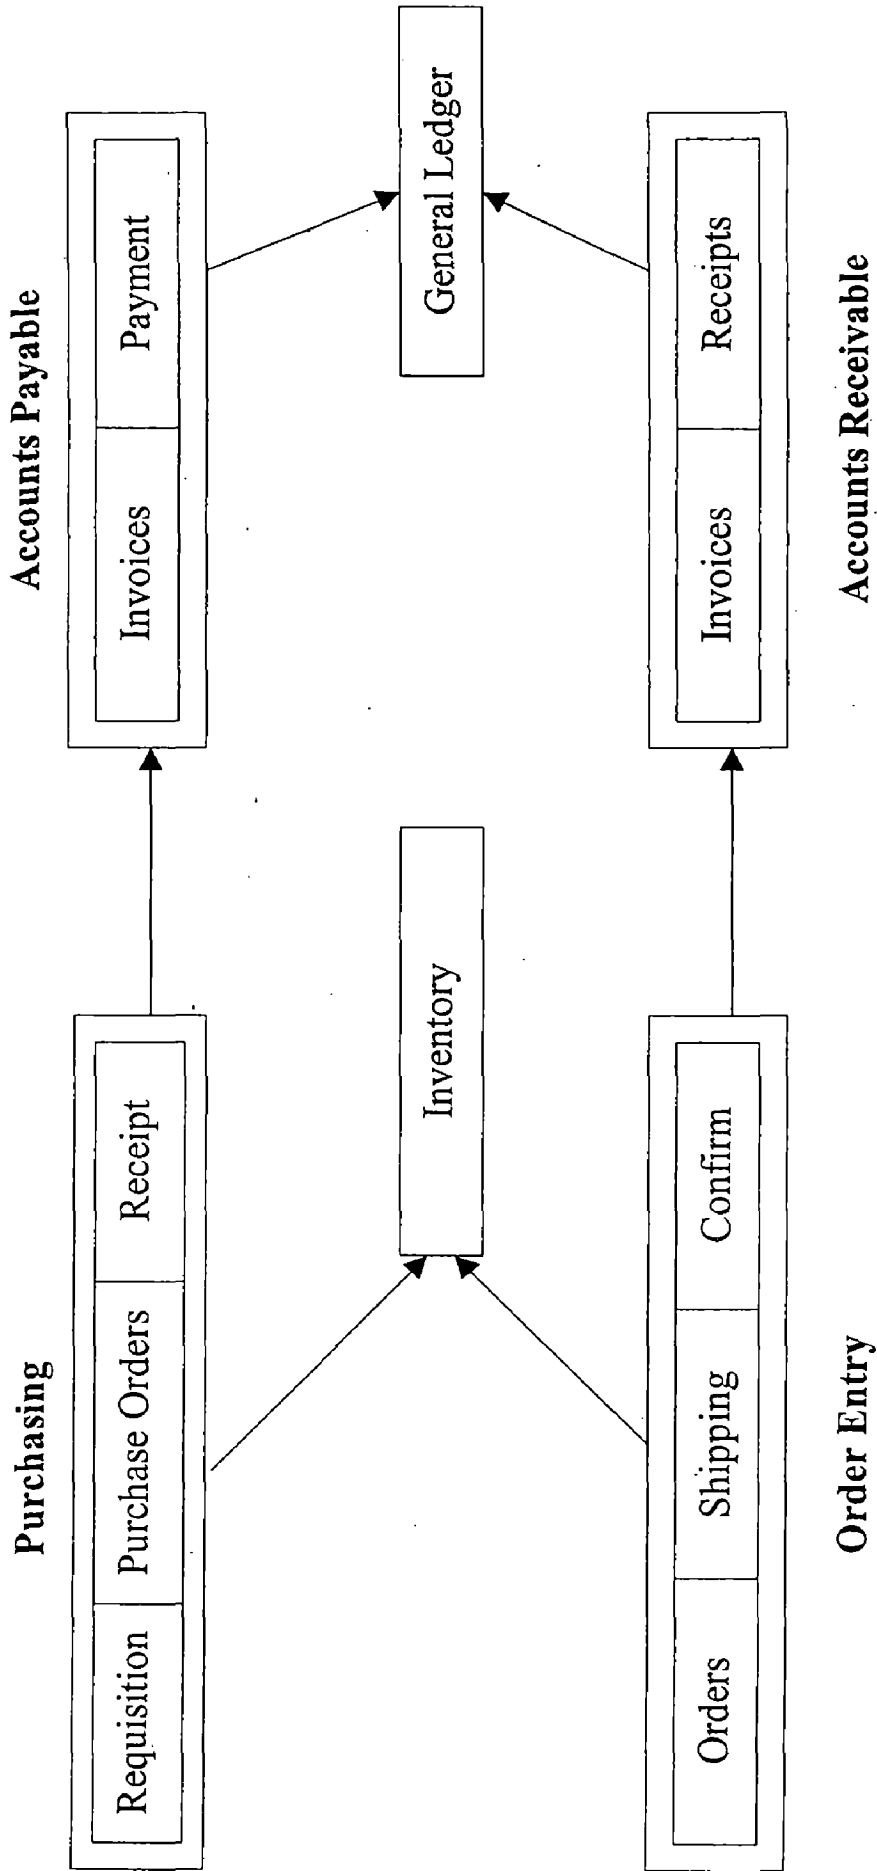 Purchasing
Accounts Payable
Requisition
Purchase Orders
Receipt
Invoices
Payment
Inventory
General Ledger
Orders
Shipping
Confirm
Invoices
Receipts
Order Entry
Accounts Receivable